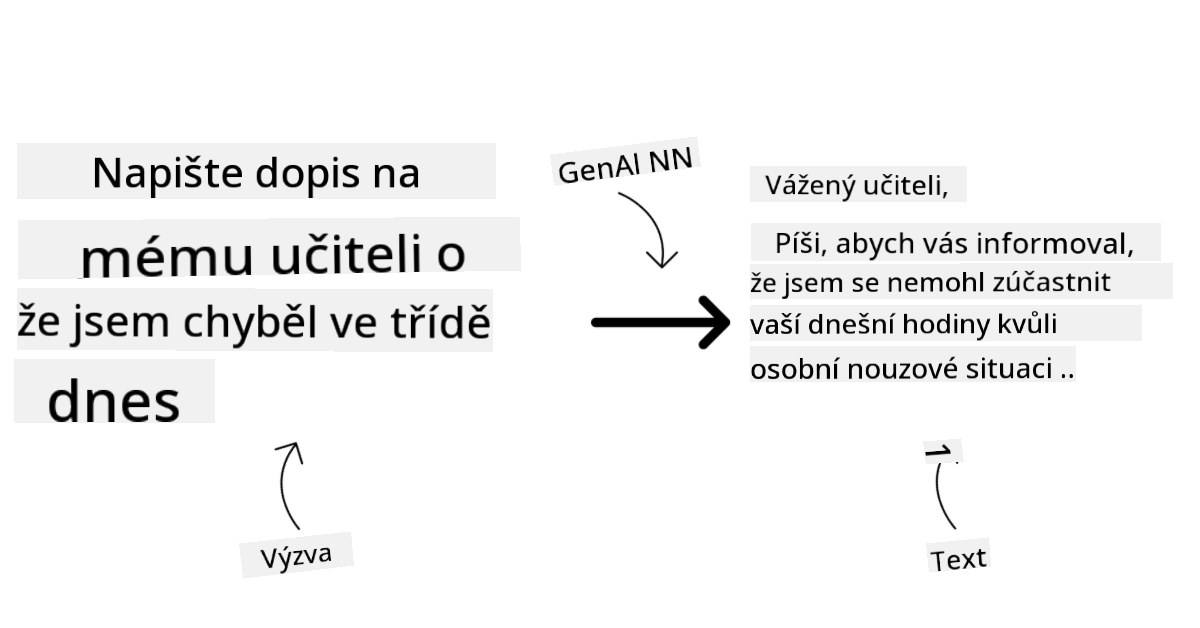 Napište dopis na
mému učiteli o
že jsem chyběl ve třídě
dnes
Výzva
GenAI NN
Vážený učiteli,
Píši, abych vás informoval,
že jsem se nemohl zúčastnit
vaší dnešní hodiny kvůli
osobní nouzové situaci ..
Text